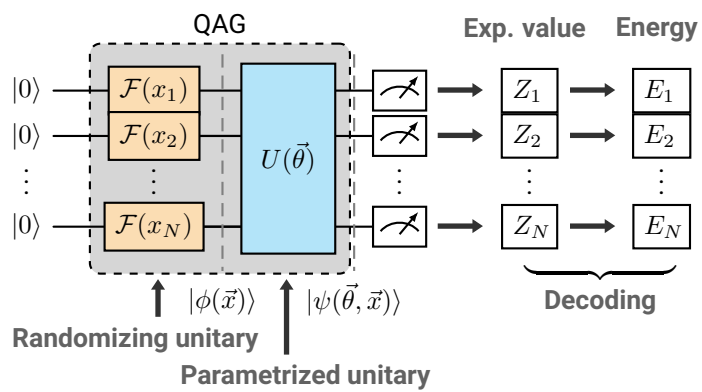 QAG Exp. value Energy
|0⟩ F(x₁) Z₁ E₁
|0⟩ F(x₂) Z₂ E₂
U(θ⃗)
⋮ ⋮ ⋮ ⋮ ⋮
|0⟩ F(x_N) Z_N E_N
|ϕ(x⃗)⟩ |ψ(θ⃗, x⃗)⟩ Decoding
Randomizing unitary
Parametrized unitary